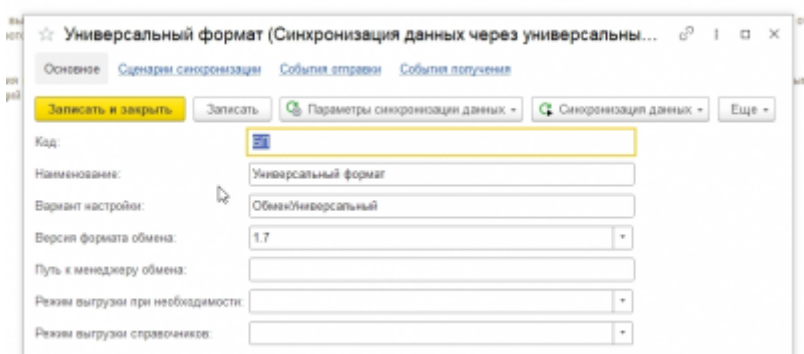 Универсальный формат (Синхронизация данных через универсальны...
Основное Сценарии синхронизации События отправки События получения
Записать и закрыть Записать Параметры синхронизации данных Синхронизация данных Еще
Код: БП
Наименование: Универсальный формат
Вариант настройки: ОбменУниверсальный
Версия формата обмена: 1.7
Путь к менеджеру обмена:
Режим выгрузки при необходимости:
Режим выгрузки справочников: